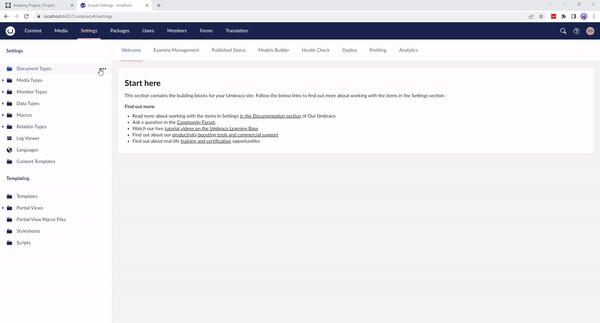 Amazing Project | Project
(Local) Settings - localhost
localhost:44357/umbraco#/settings
Content Media Settings Packages Users Members Forms Translation
Settings
Document Types
Media Types
Member Types
Data Types
Macros
Relation Types
Log Viewer
Languages
Content Templates
Templating
Templates
Partial Views
Partial View Macro Files
Stylesheets
Scripts
Welcome Examine Management Published Status Models Builder Health Check Deploy Profiling Analytics
Start here
This section contains the building blocks for your Umbraco site. Follow the below links to find out more about working with the items in the Settings section :
Find out more:
Read more about working with the items in Settings in the Documentation section of Our Umbraco
Ask a question in the Community Forum
Watch our free tutorial videos on the Umbraco Learning Base
Find out about our productivity boosting tools and commercial support
Find out about real-life training and certification opportunities